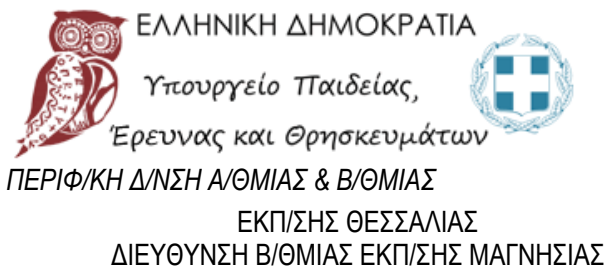 ΕΛΛΗΝΙΚΗ ΔΗΜΟΚΡΑΤΙΑ
Υπουργείο Παιδείας,
Έρευνας και Θρησκευμάτων
ΠΕΡΙΦ/ΚΗ Δ/ΝΣΗ Α/ΘΜΙΑΣ & Β/ΘΜΙΑΣ
ΕΚΠ/ΣΗΣ ΘΕΣΣΑΛΙΑΣ
ΔΙΕΥΘΥΝΣΗ Β/ΘΜΙΑΣ ΕΚΠ/ΣΗΣ ΜΑΓΝΗΣΙΑΣ